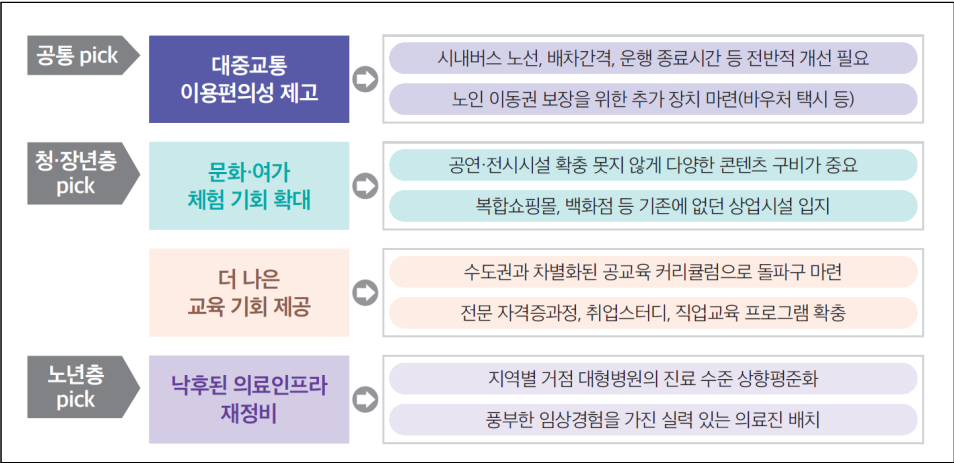 공통 pick
대중교통
이용편의성 제고
시내버스 노선, 배차간격, 운행 종료시간 등 전반적 개선 필요
노인 이동권 보장을 위한 추가 장치 마련(바우처 택시 등)
청·장년층
pick
문화·여가
체험 기회 확대
공연·전시시설 확충 못지 않게 다양한 콘텐츠 구비가 중요
복합쇼핑몰, 백화점 등 기존에 없던 상업시설 입지
더 나은
교육 기회 제공
수도권과 차별화된 공교육 커리큘럼으로 돌파구 마련
전문 자격증과정, 취업스터디, 직업교육 프로그램 확충
노년층
pick
낙후된 의료인프라
재정비
지역별 거점 대형병원의 진료 수준 상향평준화
풍부한 임상경험을 가진 실력 있는 의료진 배치